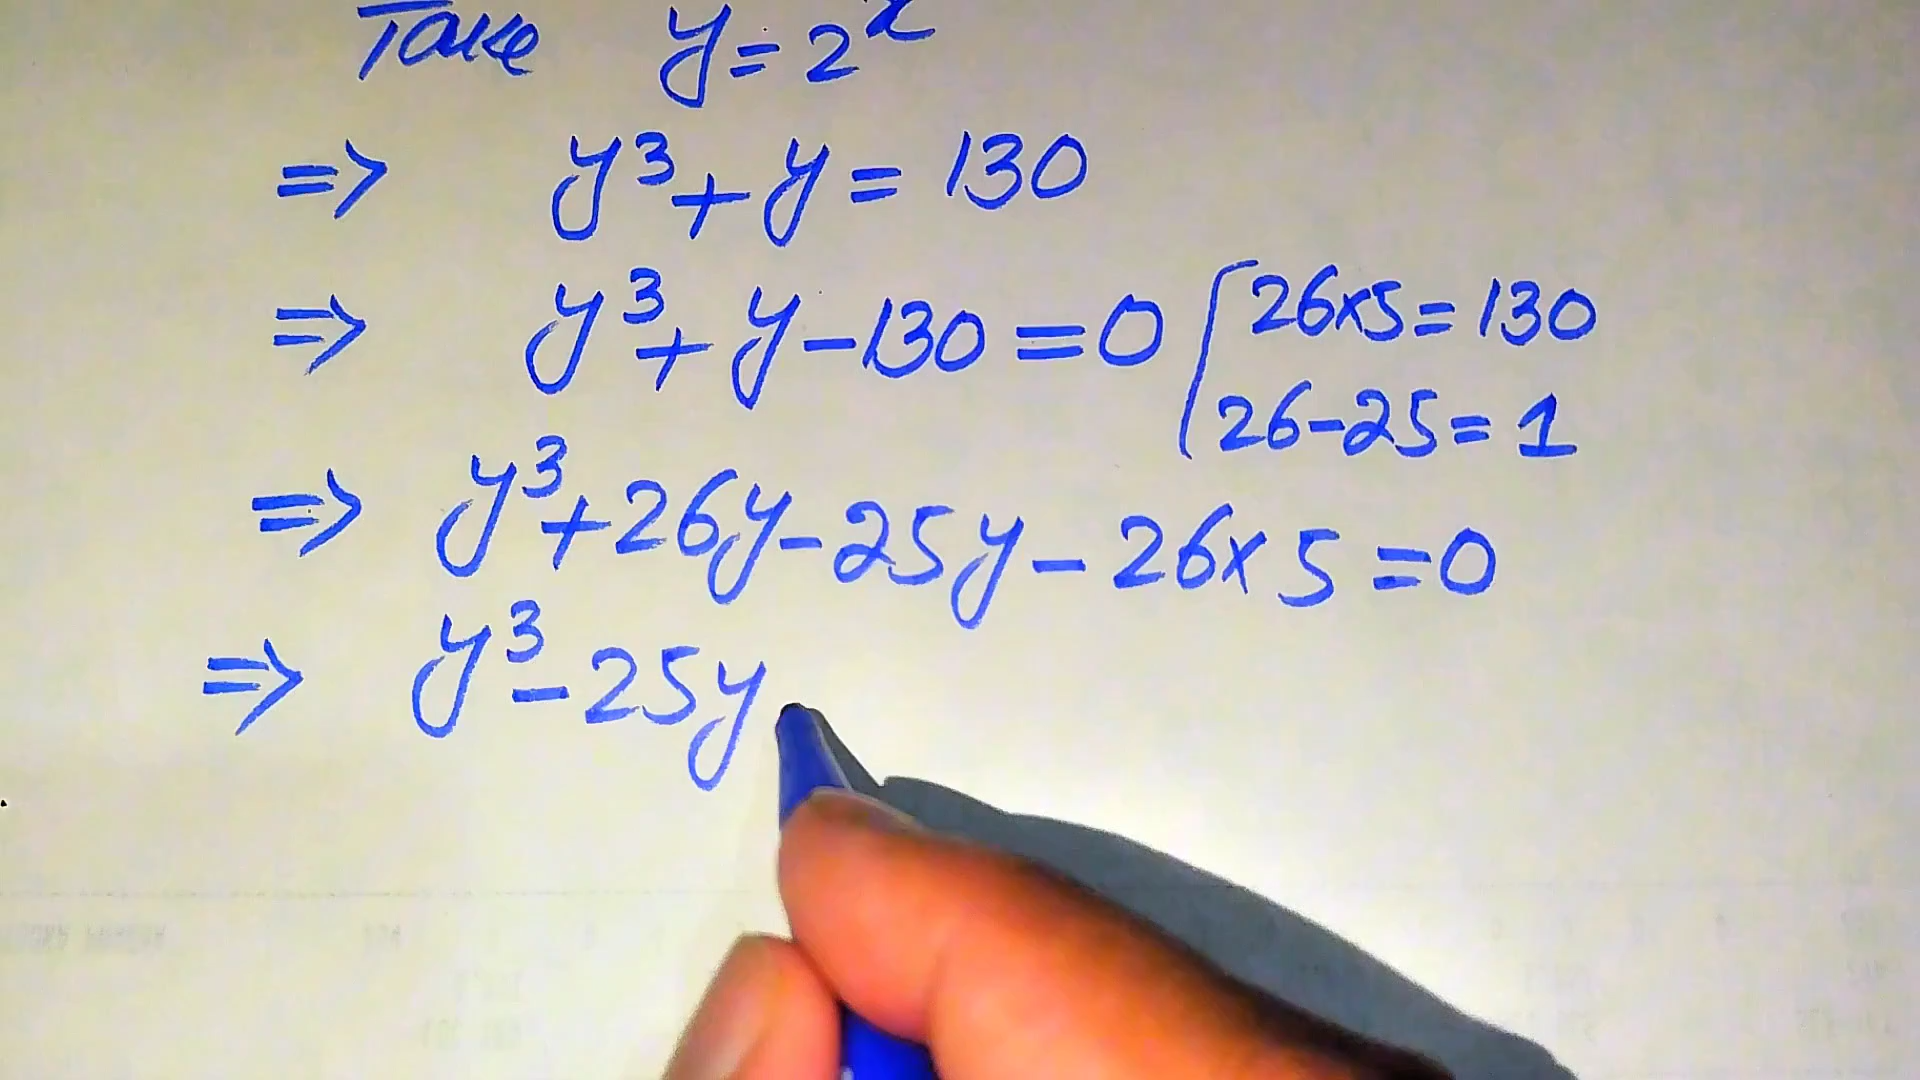 Take y = 2^x
=> y³ + y = 130
=> y³ + y - 130 = 0 [ 26×5 = 130
26 - 25 = 1
=> y³ + 26y - 25y - 26×5 = 0
=> y³ - 25y